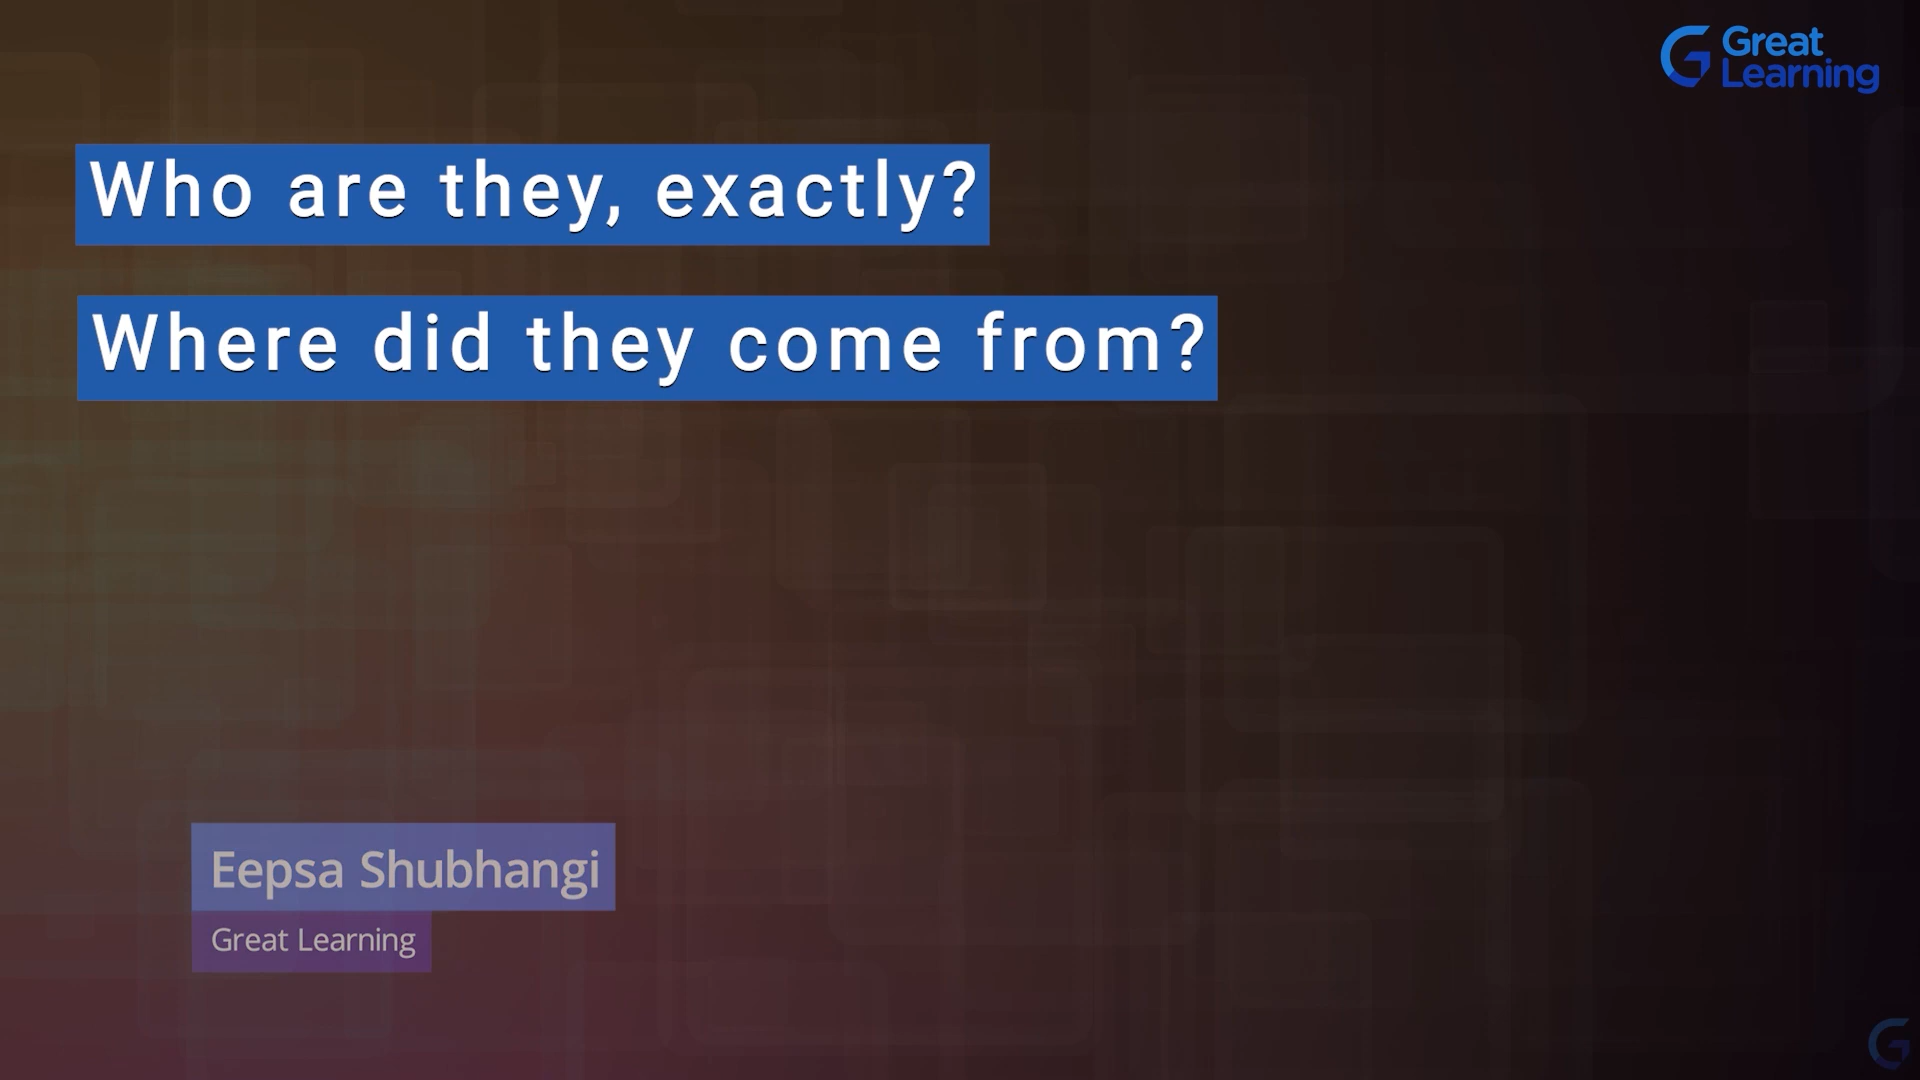 Great
Learning
Who are they, exactly?
Where did they come from?
Eepsa Shubhangi
Great Learning